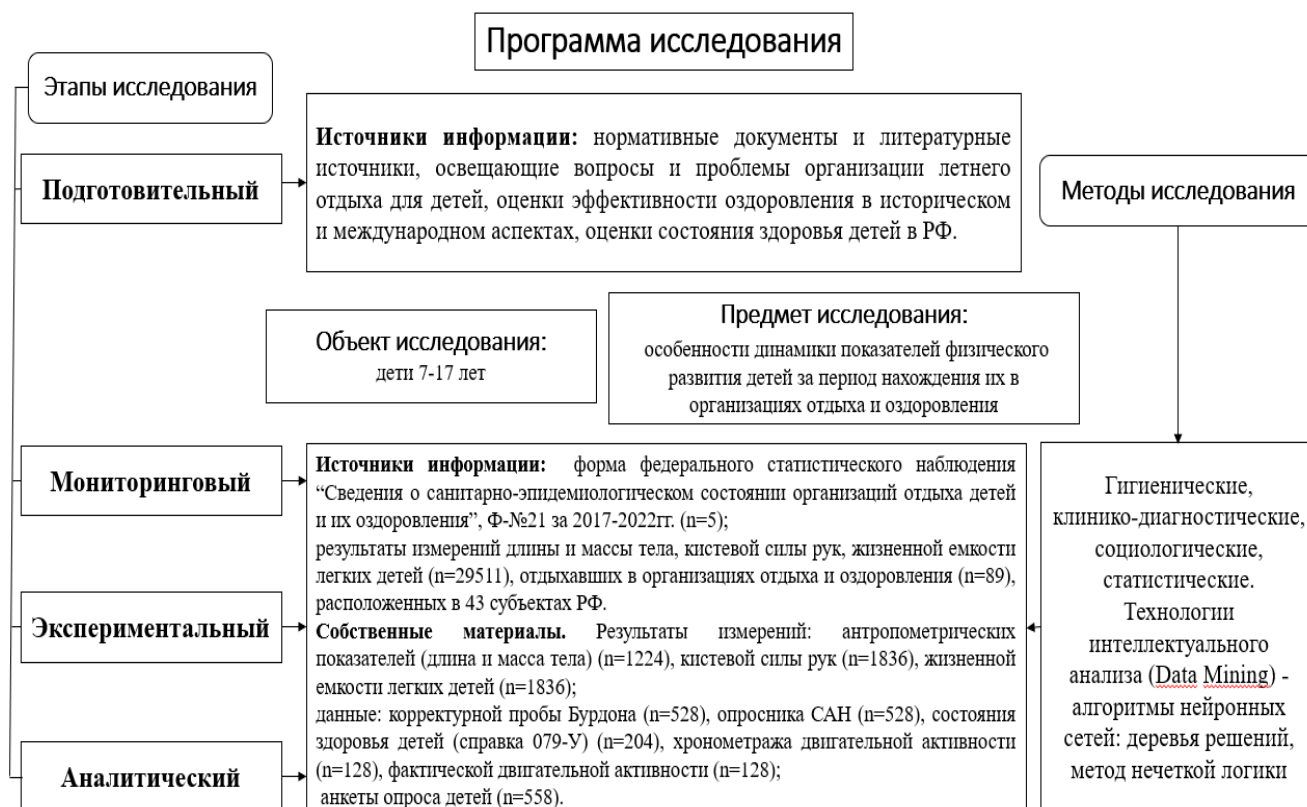 Программа исследования
Этапы исследования
Подготовительный
Источники информации: нормативные документы и литературные
источники, освещающие вопросы и проблемы организации летнего
отдыха для детей, оценки эффективности оздоровления в историческом
и международном аспектах, оценки состояния здоровья детей в РФ.
Методы исследования
Объект исследования:
дети 7-17 лет
Предмет исследования:
особенности динамики показателей физического
развития детей за период нахождения их в
организациях отдыха и оздоровления
Мониторинговый
Экспериментальный
Аналитический
Источники информации: форма федерального статистического наблюдения
“Сведения о санитарно-эпидемиологическом состоянии организаций отдыха детей
и их оздоровления”, Ф-№21 за 2017-2022гг. (n=5);
результаты измерений длины и массы тела, кистевой силы рук, жизненной емкости
легких детей (n=29511), отдыхавших в организациях отдыха и оздоровления (n=89),
расположенных в 43 субъектах РФ.
Собственные материалы. Результаты измерений: антропометрических
показателей (длина и масса тела) (n=1224), кистевой силы рук (n=1836), жизненной
емкости легких детей (n=1836);
данные: корректурной пробы Бурдона (n=528), опросника САН (n=528), состояния
здоровья детей (справка 079-У) (n=204), хронометража двигательной активности
(n=128), фактической двигательной активности (n=128);
анкеты опроса детей (n=558).
Гигиенические,
клинико-диагностические,
социологические,
статистические.
Технологии
интеллектуального
анализа (Data Mining) -
алгоритмы нейронных
сетей: деревья решений,
метод нечеткой логики